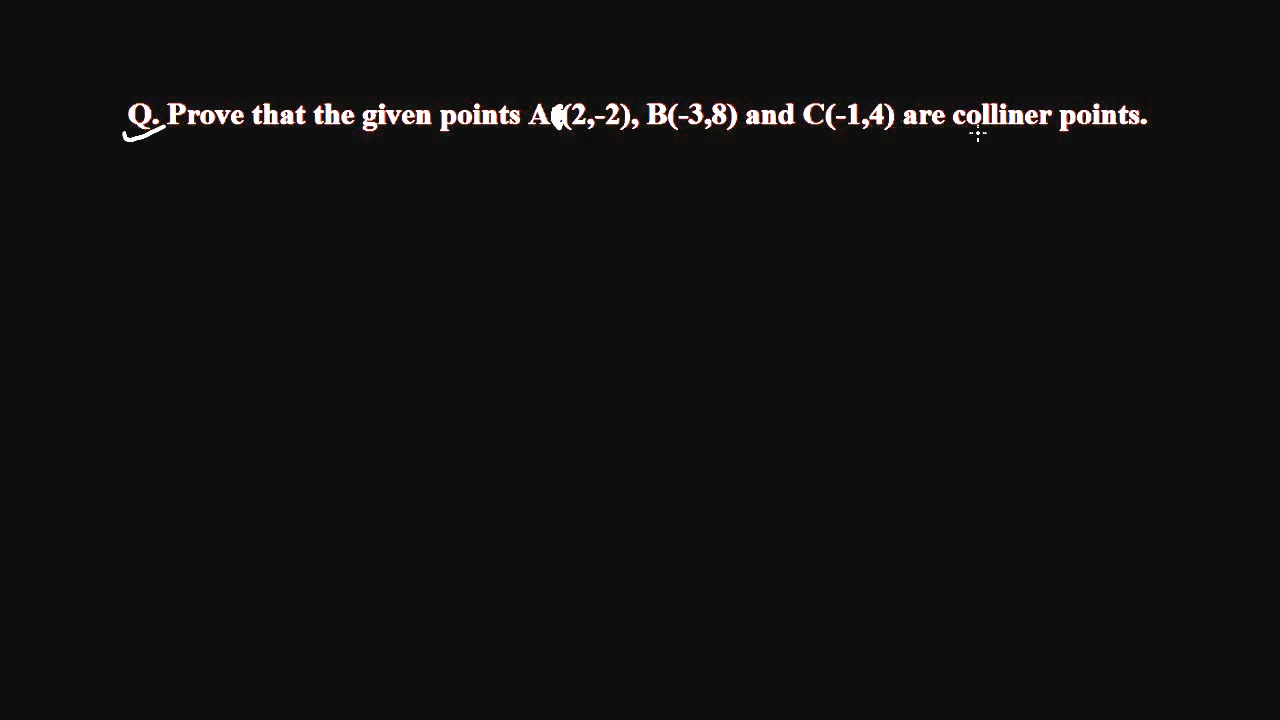 Q. Prove that the given points A((2,-2), B(-3,8) and C(-1,4) are colliner points.